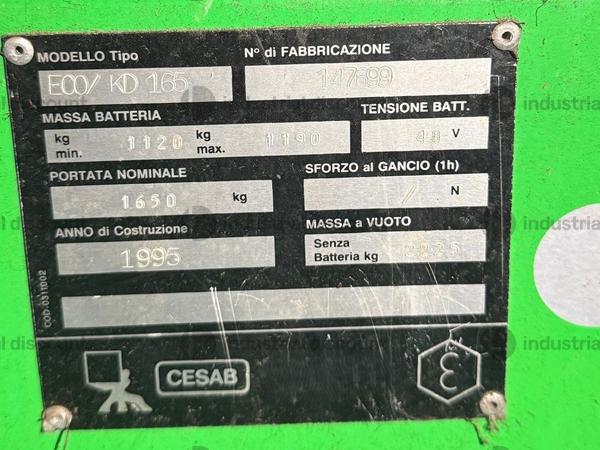 MODELLO Tipo
N° di FABBRICAZIONE
ECO/ KD 165
147899
MASSA BATTERIA
TENSIONE BATT.
kg min. 1120 kg max. 1190
48 V
PORTATA NOMINALE
SFORZO al GANCIO (1h)
1650 kg
/ N
ANNO di Costruzione
MASSA a VUOTO
1995
Senza
Batteria kg
COD.0311002
CESAB
Ɛ
industrial discount